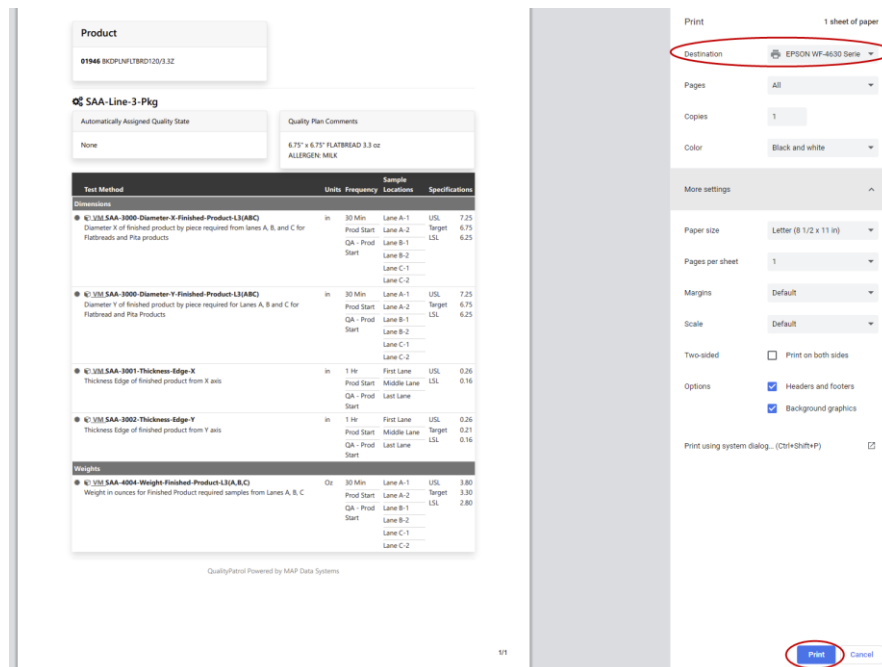 Product
01946 BKDPLNFLTBRD120/3.3Z
SAA-Line-3-Pkg
Automatically Assigned Quality State
None
Quality Plan Comments
6.75" x 6.75" FLATBREAD 3.3 oz
ALLERGEN: MILK
Test Method Units Frequency Sample Locations Specifications
Dimensions
VM SAA-3000-Diameter-X-Finished-Product-L3(ABC) in 30 Min Lane A-1 USL 7.25
Diameter X of finished product by piece required from lanes A, B, and C for Prod Start Lane A-2 Target 6.75
Flatbreads and Pita products QA - Prod Lane B-1 LSL 6.25
Start Lane B-2
Lane C-1
Lane C-2
VM SAA-3000-Diameter-Y-Finished-Product-L3(ABC) in 30 Min Lane A-1 USL 7.25
Diameter Y of finished product by piece required for Lanes A, B and C for Prod Start Lane A-2 Target 6.75
Flatbread and Pita Products QA - Prod Lane B-1 LSL 6.25
Start Lane B-2
Lane C-1
Lane C-2
VM SAA-3001-Thickness-Edge-X in 1 Hr First Lane USL 0.26
Thickness Edge of finished product from X axis Prod Start Middle Lane LSL 0.16
QA - Prod Last Lane
Start
VM SAA-3002-Thickness-Edge-Y in 1 Hr First Lane USL 0.26
Thickness Edge of finished product from Y axis Prod Start Middle Lane Target 0.21
QA - Prod Last Lane LSL 0.16
Start
Weights
VM SAA-4004-Weight-Finished-Product-L3(A,B,C) Oz 30 Min Lane A-1 USL 3.80
Weight in ounces for Finished Product required samples from Lanes A, B, C Prod Start Lane A-2 Target 3.30
QA - Prod Lane B-1 LSL 2.80
Start Lane B-2
Lane C-1
Lane C-2
QualityPatrol Powered by MAP Data Systems
1/1
Print 1 sheet of paper
Destination EPSON WF-4630 Serie
Pages All
Copies 1
Color Black and white
More settings
Paper size Letter (8 1/2 x 11 in)
Pages per sheet 1
Margins Default
Scale Default
Two-sided Print on both sides
Options Headers and footers
Background graphics
Print using system dialog... (Ctrl+Shift+P)
Print Cancel